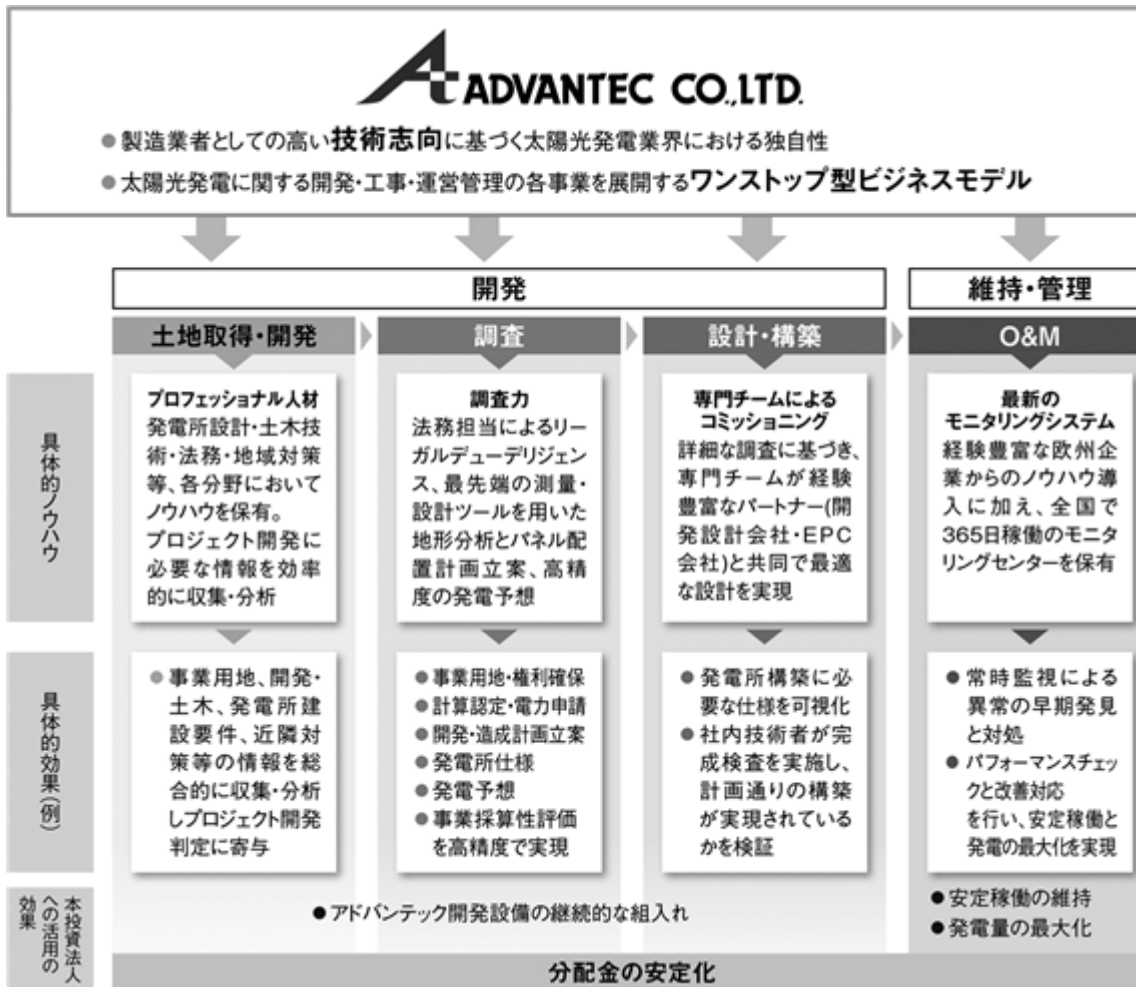 ADVANTEC CO.,LTD.
●製造業者としての高い技術志向に基づく太陽光発電業界における独自性
●太陽光発電に関する開発・工事・運営管理の各事業を展開するワンストップ型ビジネスモデル
開発
維持・管理
土地取得・開発
調査
設計・構築
O&M
具体的ノウハウ
プロフェッショナル人材
発電所設計・土木技
術・法務・地域対策
等、各分野において
ノウハウを保有。
プロジェクト開発に
必要な情報を効率
的に収集・分析
調査力
法務担当によるリー
ガルデューデリジェン
ス、最先端の測量・
設計ツールを用いた
地形分析とパネル配
置計画立案、高精
度の発電予想
専門チームによる
コミッショニング
詳細な調査に基づき、
専門チームが経験
豊富なパートナー(開
発設計会社・EPC
会社)と共同で最適
な設計を実現
最新の
モニタリングシステム
経験豊富な欧州企
業からのノウハウ導
入に加え、全国で
365日稼働のモニタ
リングセンターを保有
具体的効果(例)
●事業用地、開発・
土木、発電所建
設要件、近隣対
策等の情報を総
合的に収集・分析
しプロジェクト開発
判定に寄与
●事業用地・権利確保
●計算認定・電力申請
●開発・造成計画立案
●発電所仕様
●発電予想
●事業採算性評価
を高精度で実現
●発電所構築に必
要な仕様を可視化
●社内技術者が完
成検査を実施し、
計画通りの構築
が実現されている
かを検証
●常時監視による
異常の早期発見
と対処
●パフォーマンスチェッ
クと改善対応
を行い、安定稼働と
発電の最大化を実現
本投資法人
への活用の
効果
●アドバンテック開発設備の継続的な組入れ
●安定稼働の維持
●発電量の最大化
分配金の安定化